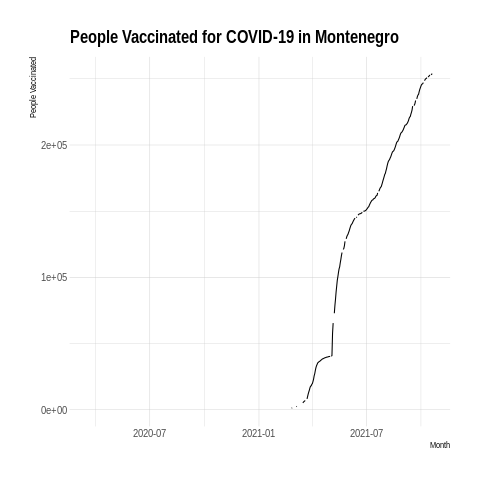 People Vaccinated for COVID-19 in Montenegro
People Vaccinated
2e+05
1e+05
0e+00
2020-07 2021-01 2021-07
Month